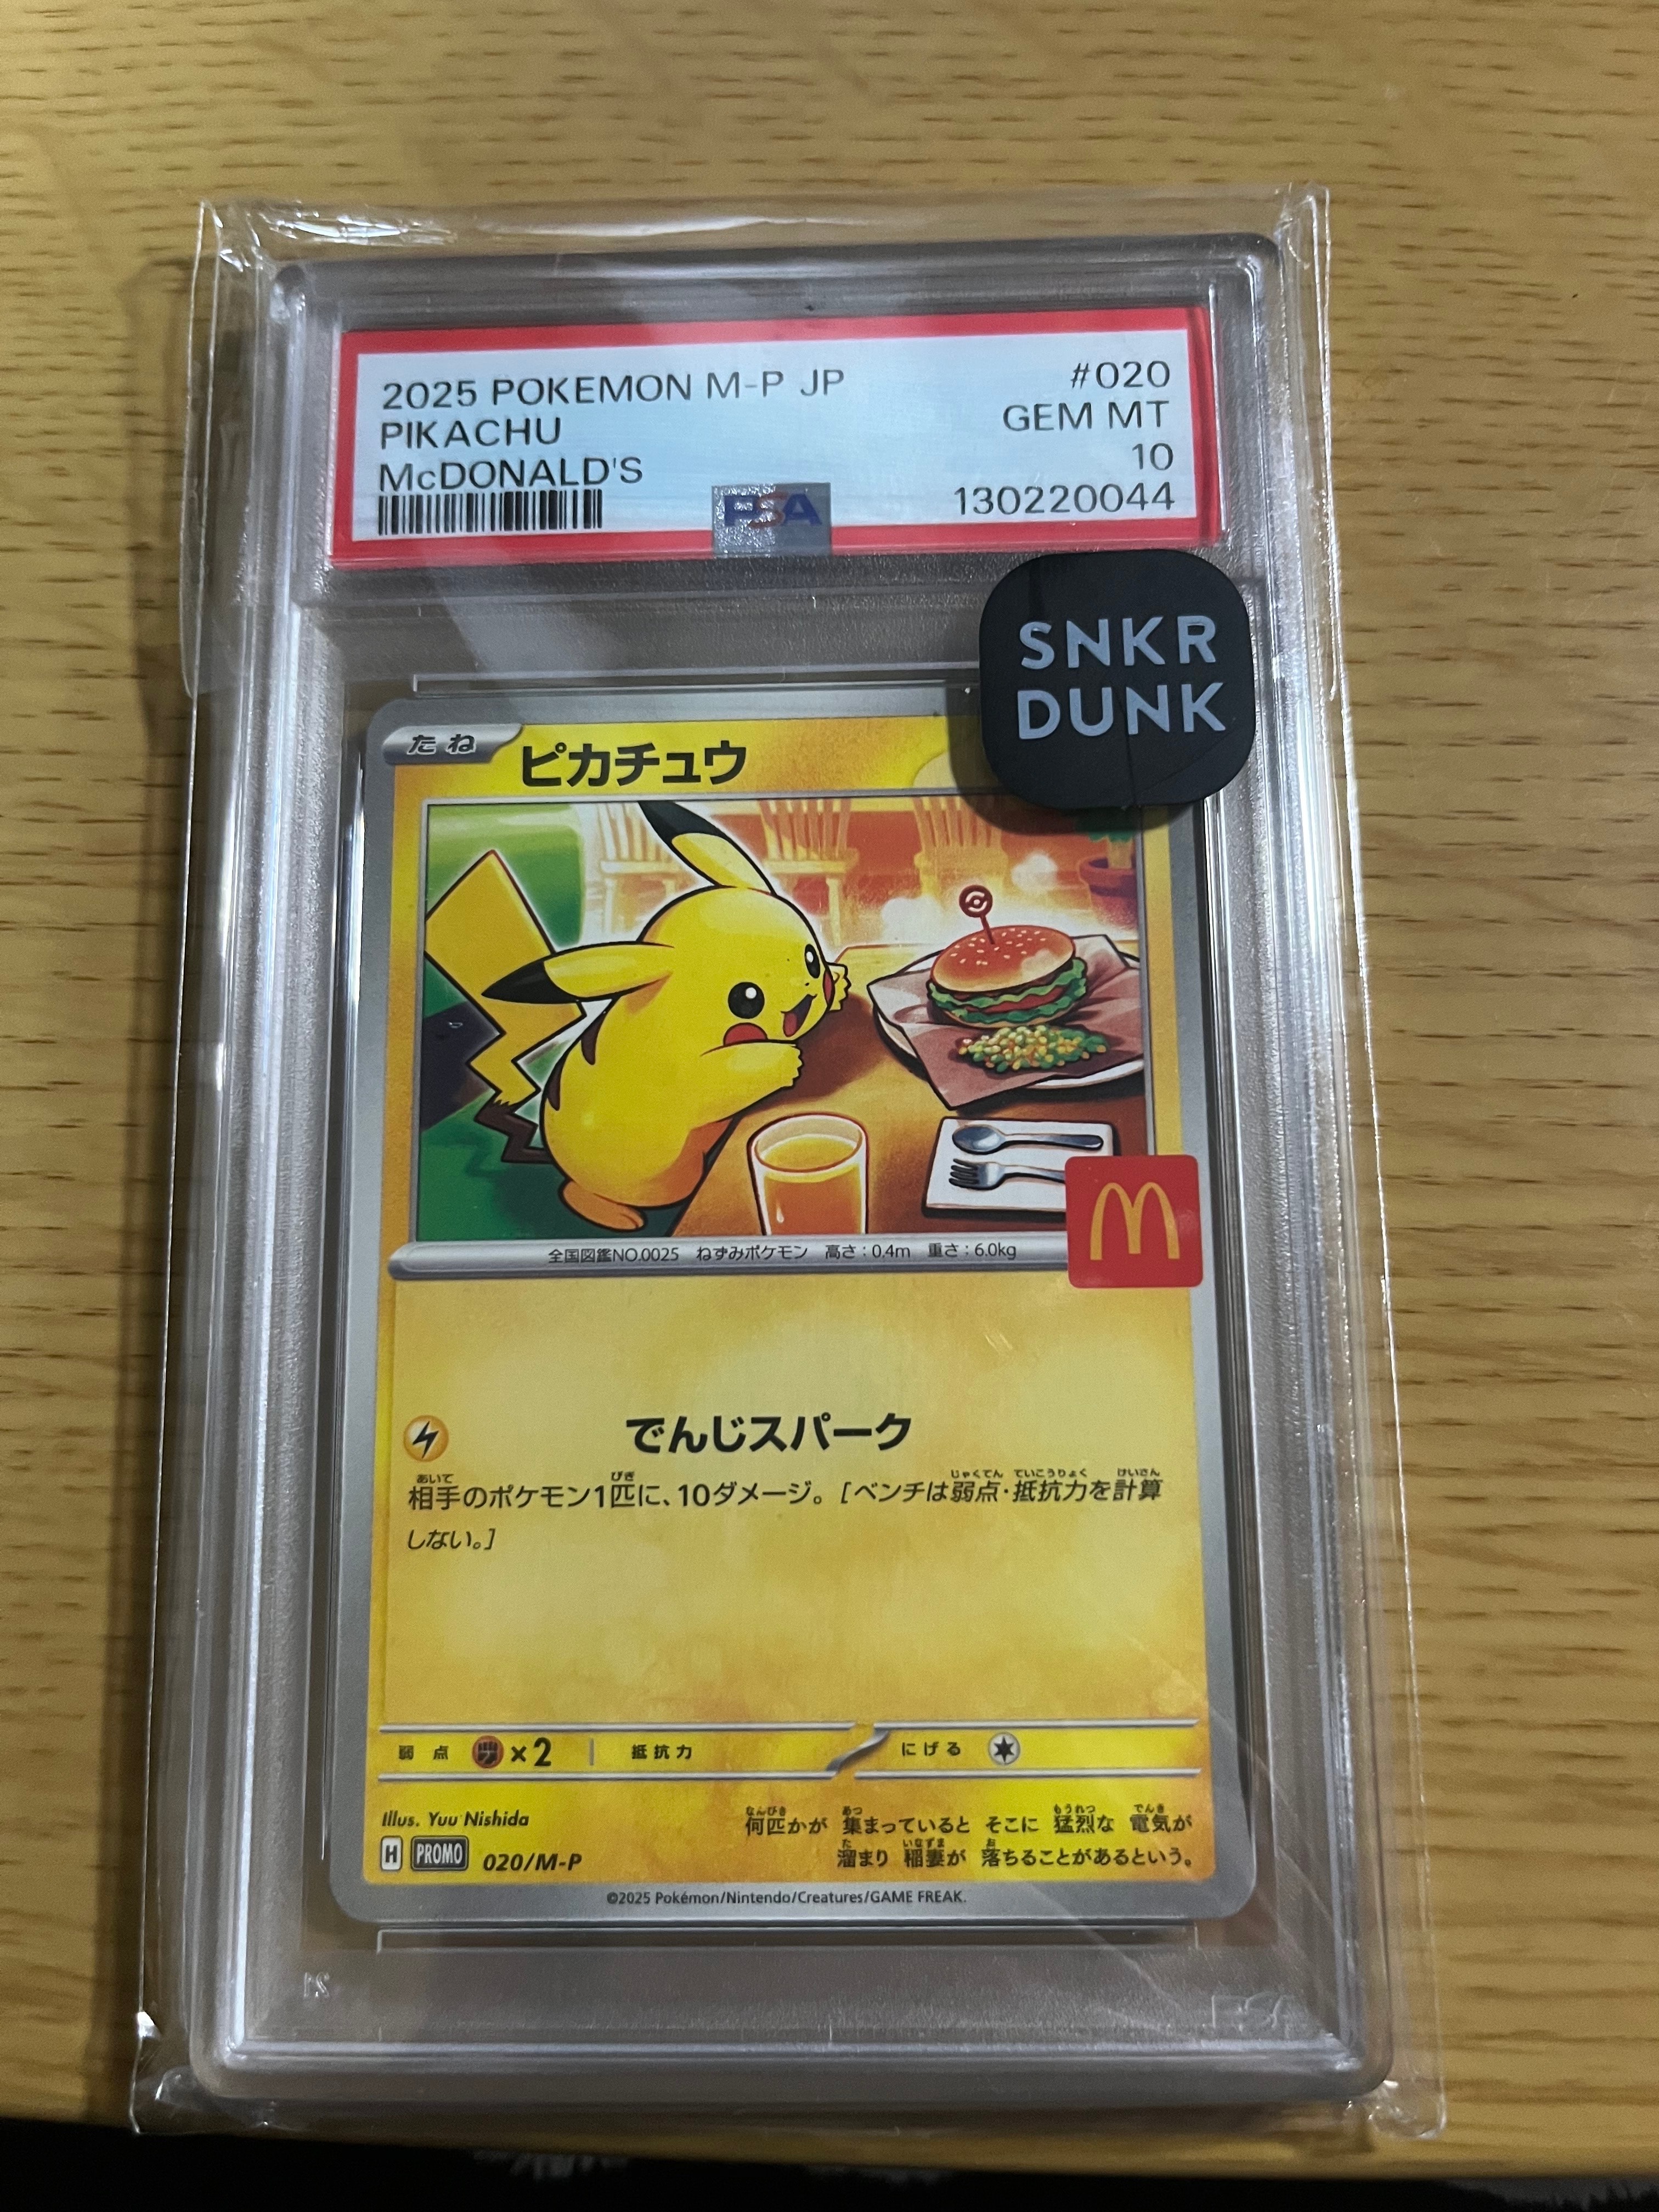 2025 POKEMON M-P JP #020
PIKACHU GEM MT
McDONALD'S 10
130220044
PSA
SNKR
DUNK
たね ピカチュウ
全国図鑑NO.0025 ねずみポケモン 高さ:0.4m 重さ:6.0kg
M
でんじスパーク
相手のポケモン1匹に、10ダメージ。[ベンチは弱点・抵抗力を計算
しない。]
弱点 ×2 抵抗力 にげる
Illus. Yuu Nishida
何匹かが 集まっていると そこに 猛烈な 電気が
溜まり 稲妻が 落ちることがあるという。
H PROMO 020/M-P
©2025 Pokémon/Nintendo/Creatures/GAME FREAK.